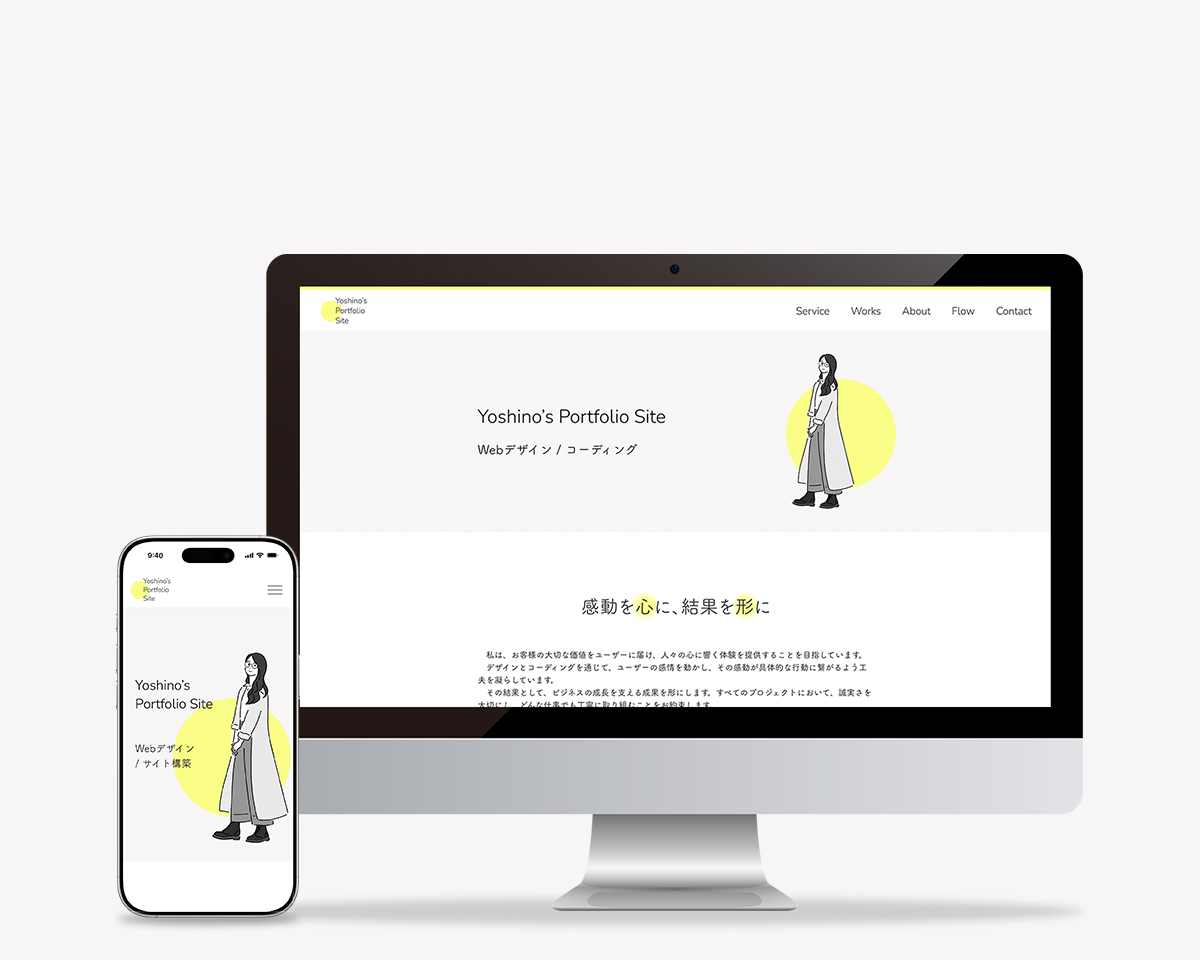 Yoshino's
Portfolio
Site
Service
Works
About
Flow
Contact
Yoshino's Portfolio Site
Webデザイン / コーディング
感動を心に、結果を形に
私は、お客様の大切な価値をユーザーに届け、人々の心に響く体験を提供することを目指しています。
デザインとコーディングを通じて、ユーザーの感情を動かし、その感動が具体的な行動に繋がるよう工
夫を凝らしています。
その結果として、ビジネスの成長を支える成果を形にします。すべてのプロジェクトにおいて、誠実さを
大切にし、どんな仕事でも丁寧に取り組むことをお約束します。
9:40
Yoshino's
Portfolio
Site
Yoshino's
Portfolio Site
Webデザイン
/ サイト構築